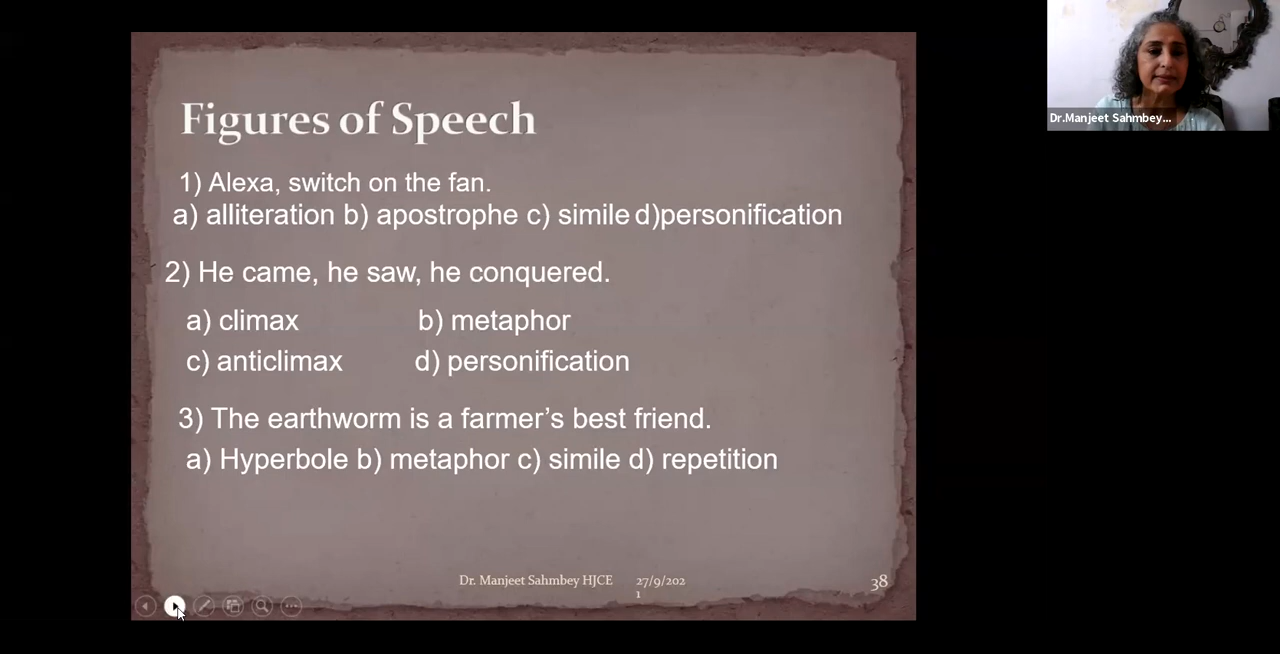 Figures of Speech
1) Alexa, switch on the fan.
a) alliteration b) apostrophe c) simile d)personification
2) He came, he saw, he conquered.
a) climax b) metaphor
c) anticlimax d) personification
3) The earthworm is a farmer’s best friend.
a) Hyperbole b) metaphor c) simile d) repetition
Dr. Manjeet Sahmbey HJCE 27/9/202
1
38
Dr.Manjeet Sahmbey...